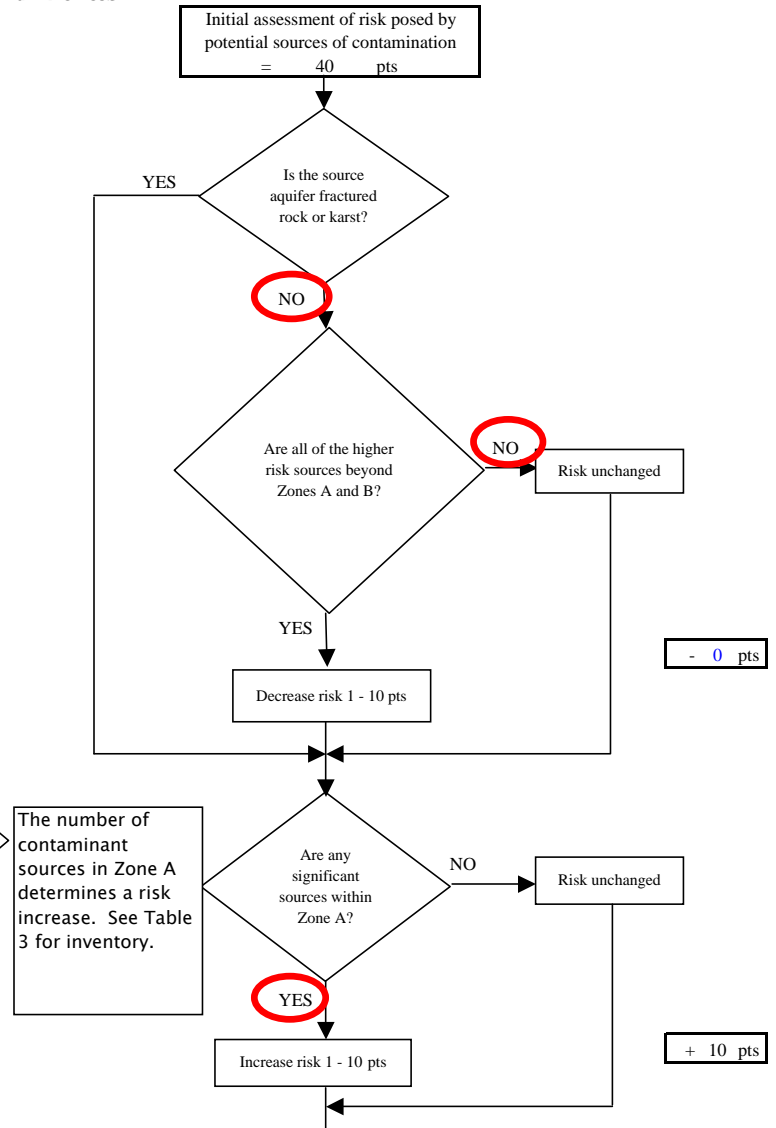 Initial assessment of risk posed by
potential sources of contamination
= 40 pts
YES
Is the source
aquifer fractured
rock or karst?
NO
Are all of the higher
risk sources beyond
Zones A and B?
NO
Risk unchanged
YES
- 0 pts
Decrease risk 1 - 10 pts
The number of
contaminant
sources in Zone A
determines a risk
increase. See Table
3 for inventory.
Are any
significant
sources within
Zone A?
NO
Risk unchanged
YES
+ 10 pts
Increase risk 1 - 10 pts